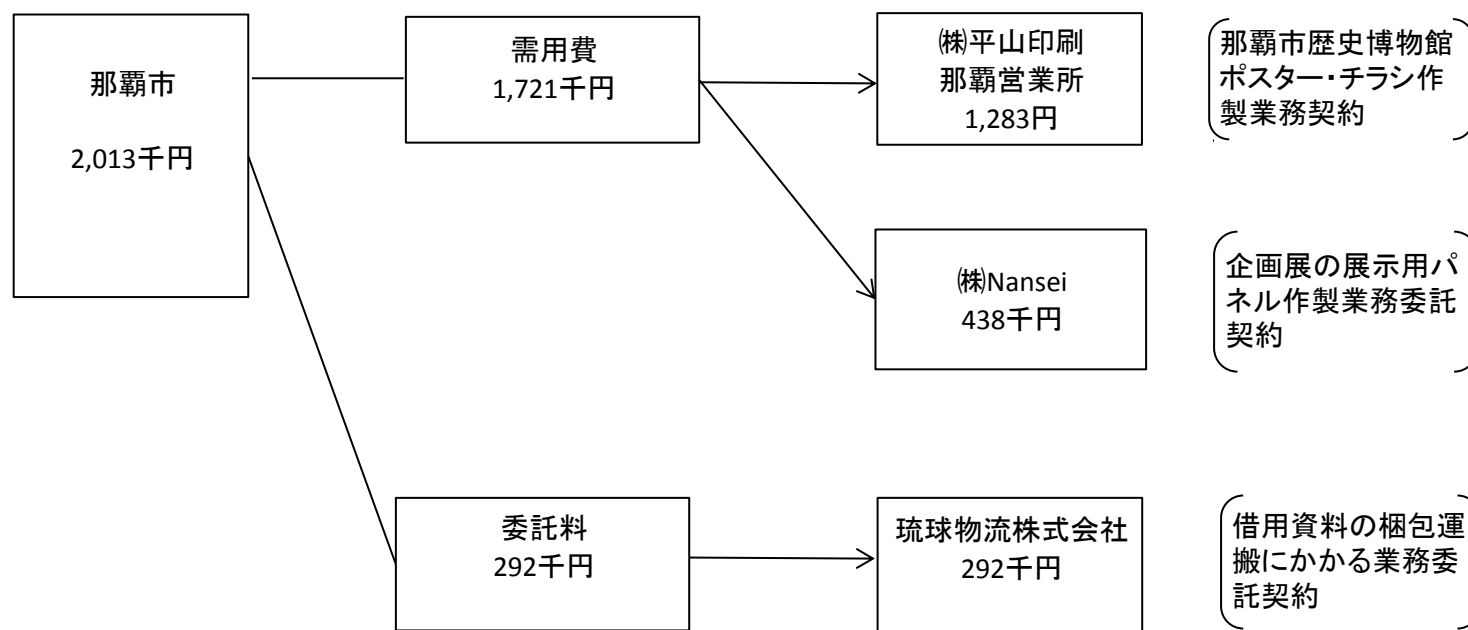 那覇市
2,013千円
需用費
1,721千円
㈱平山印刷
那覇営業所
1,283円
那覇市歴史博物館
ポスター・チラシ作
製業務契約
㈱Nansei
438千円
企画展の展示用パ
ネル作製業務委託
契約
委託料
292千円
琉球物流株式会社
292千円
借用資料の梱包運
搬にかかる業務委
託契約